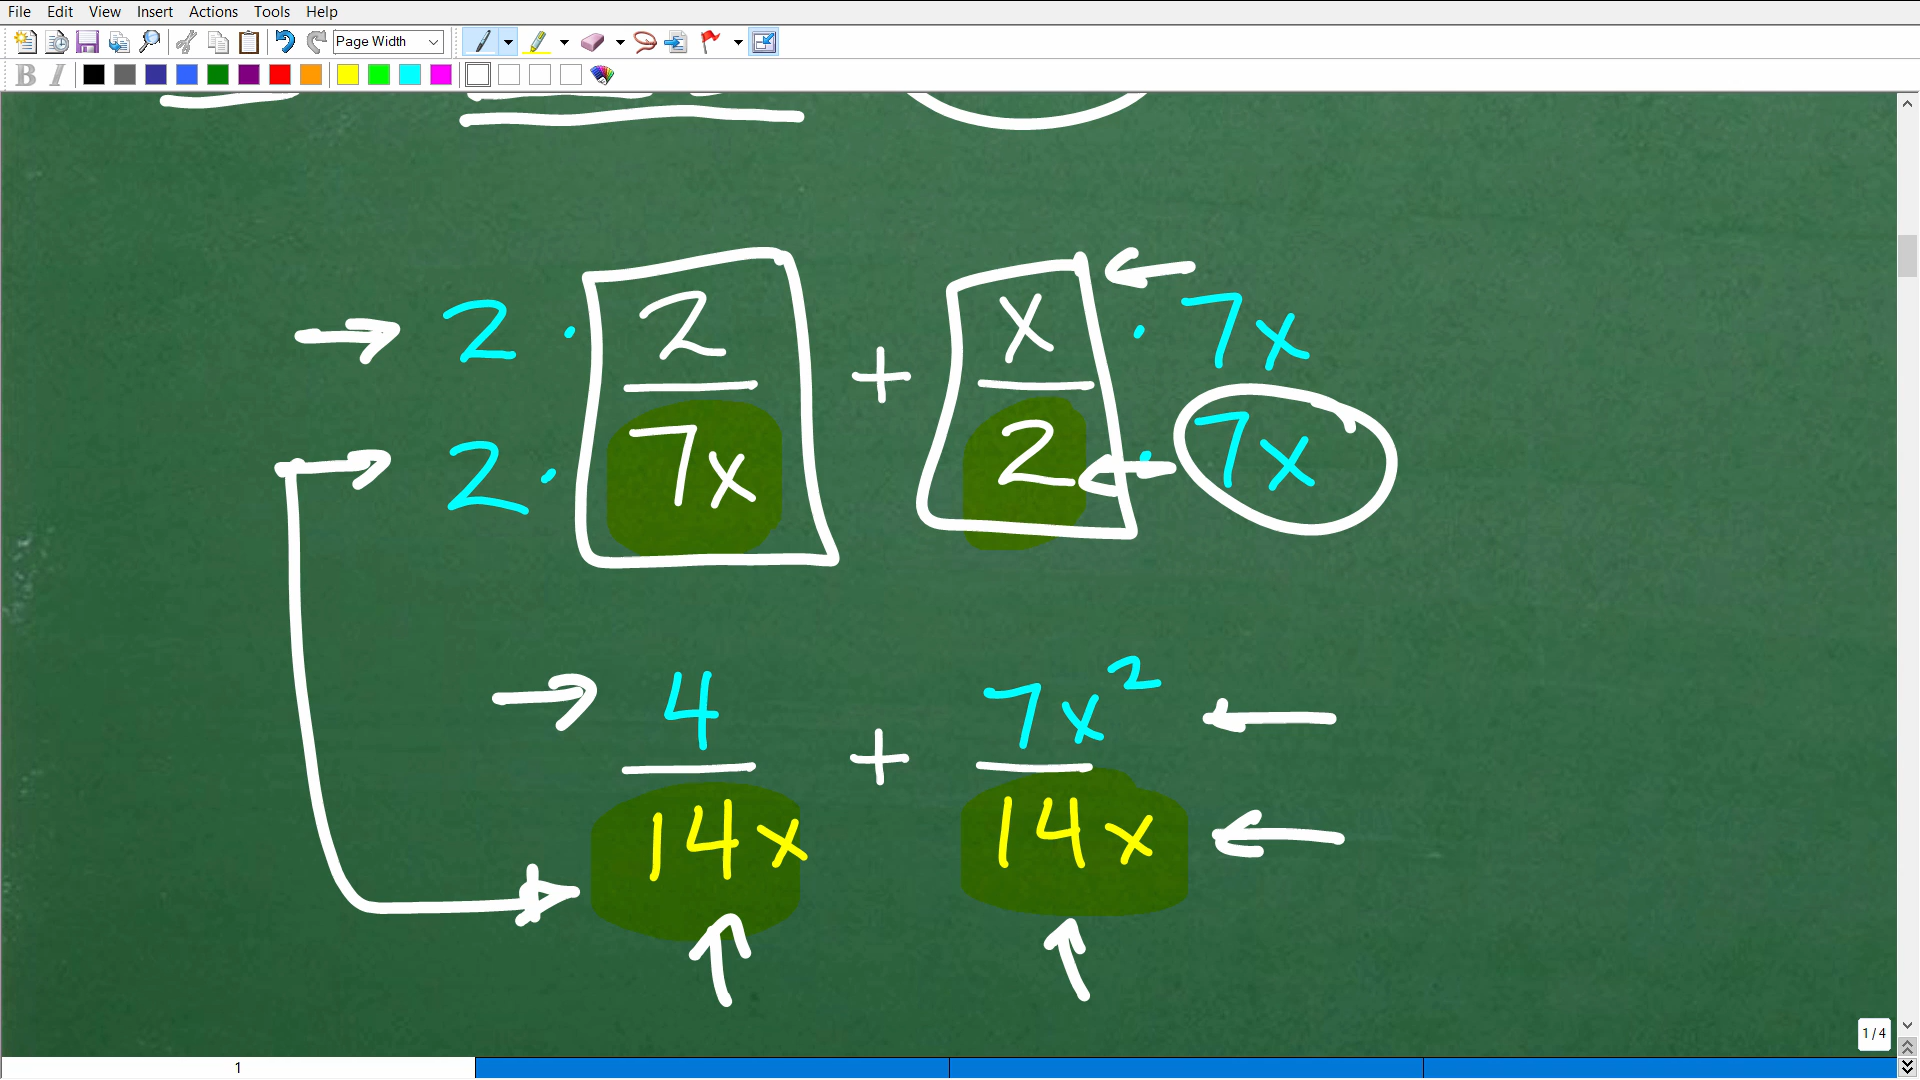 File Edit View Insert Actions Tools Help
Page Width
B I
2 · 2 + x · 7x
2 · 7x 2 · 7x
4 + 7x²
14x 14x
1 / 4
1